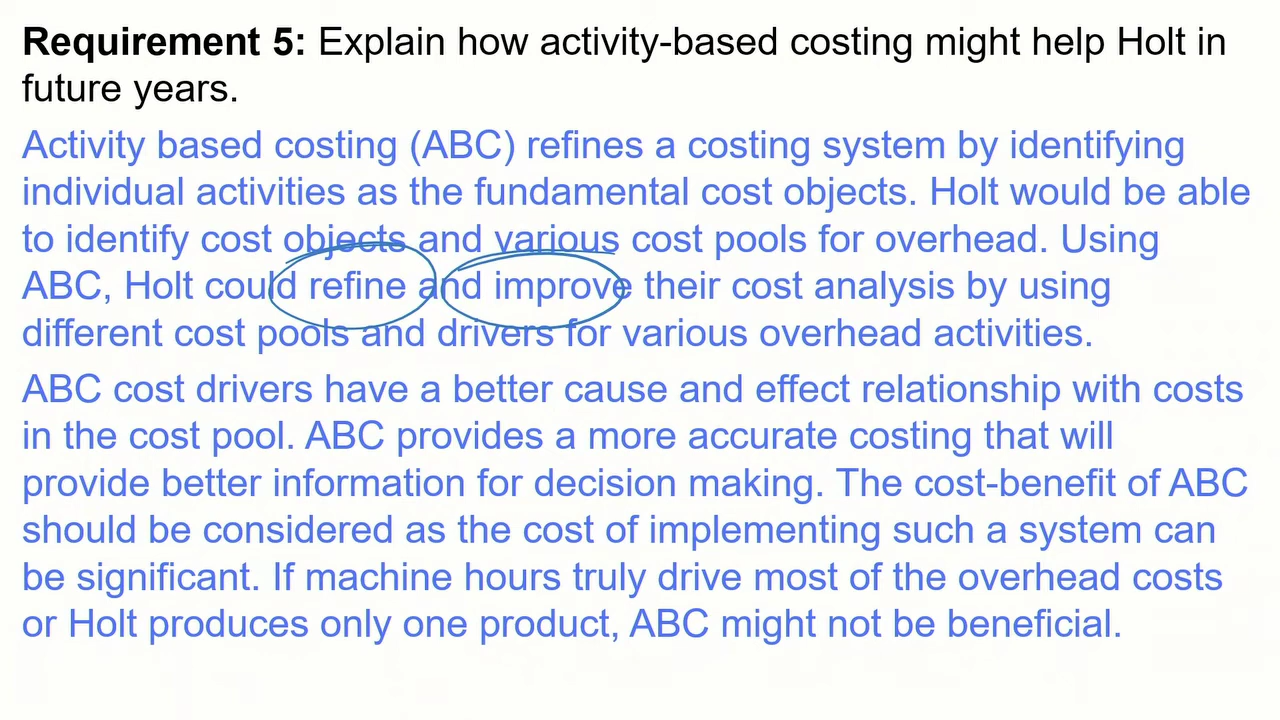 Requirement 5: Explain how activity-based costing might help Holt in
future years.
Activity based costing (ABC) refines a costing system by identifying
individual activities as the fundamental cost objects. Holt would be able
to identify cost objects and various cost pools for overhead. Using
ABC, Holt could refine and improve their cost analysis by using
different cost pools and drivers for various overhead activities.
ABC cost drivers have a better cause and effect relationship with costs
in the cost pool. ABC provides a more accurate costing that will
provide better information for decision making. The cost-benefit of ABC
should be considered as the cost of implementing such a system can
be significant. If machine hours truly drive most of the overhead costs
or Holt produces only one product, ABC might not be beneficial.